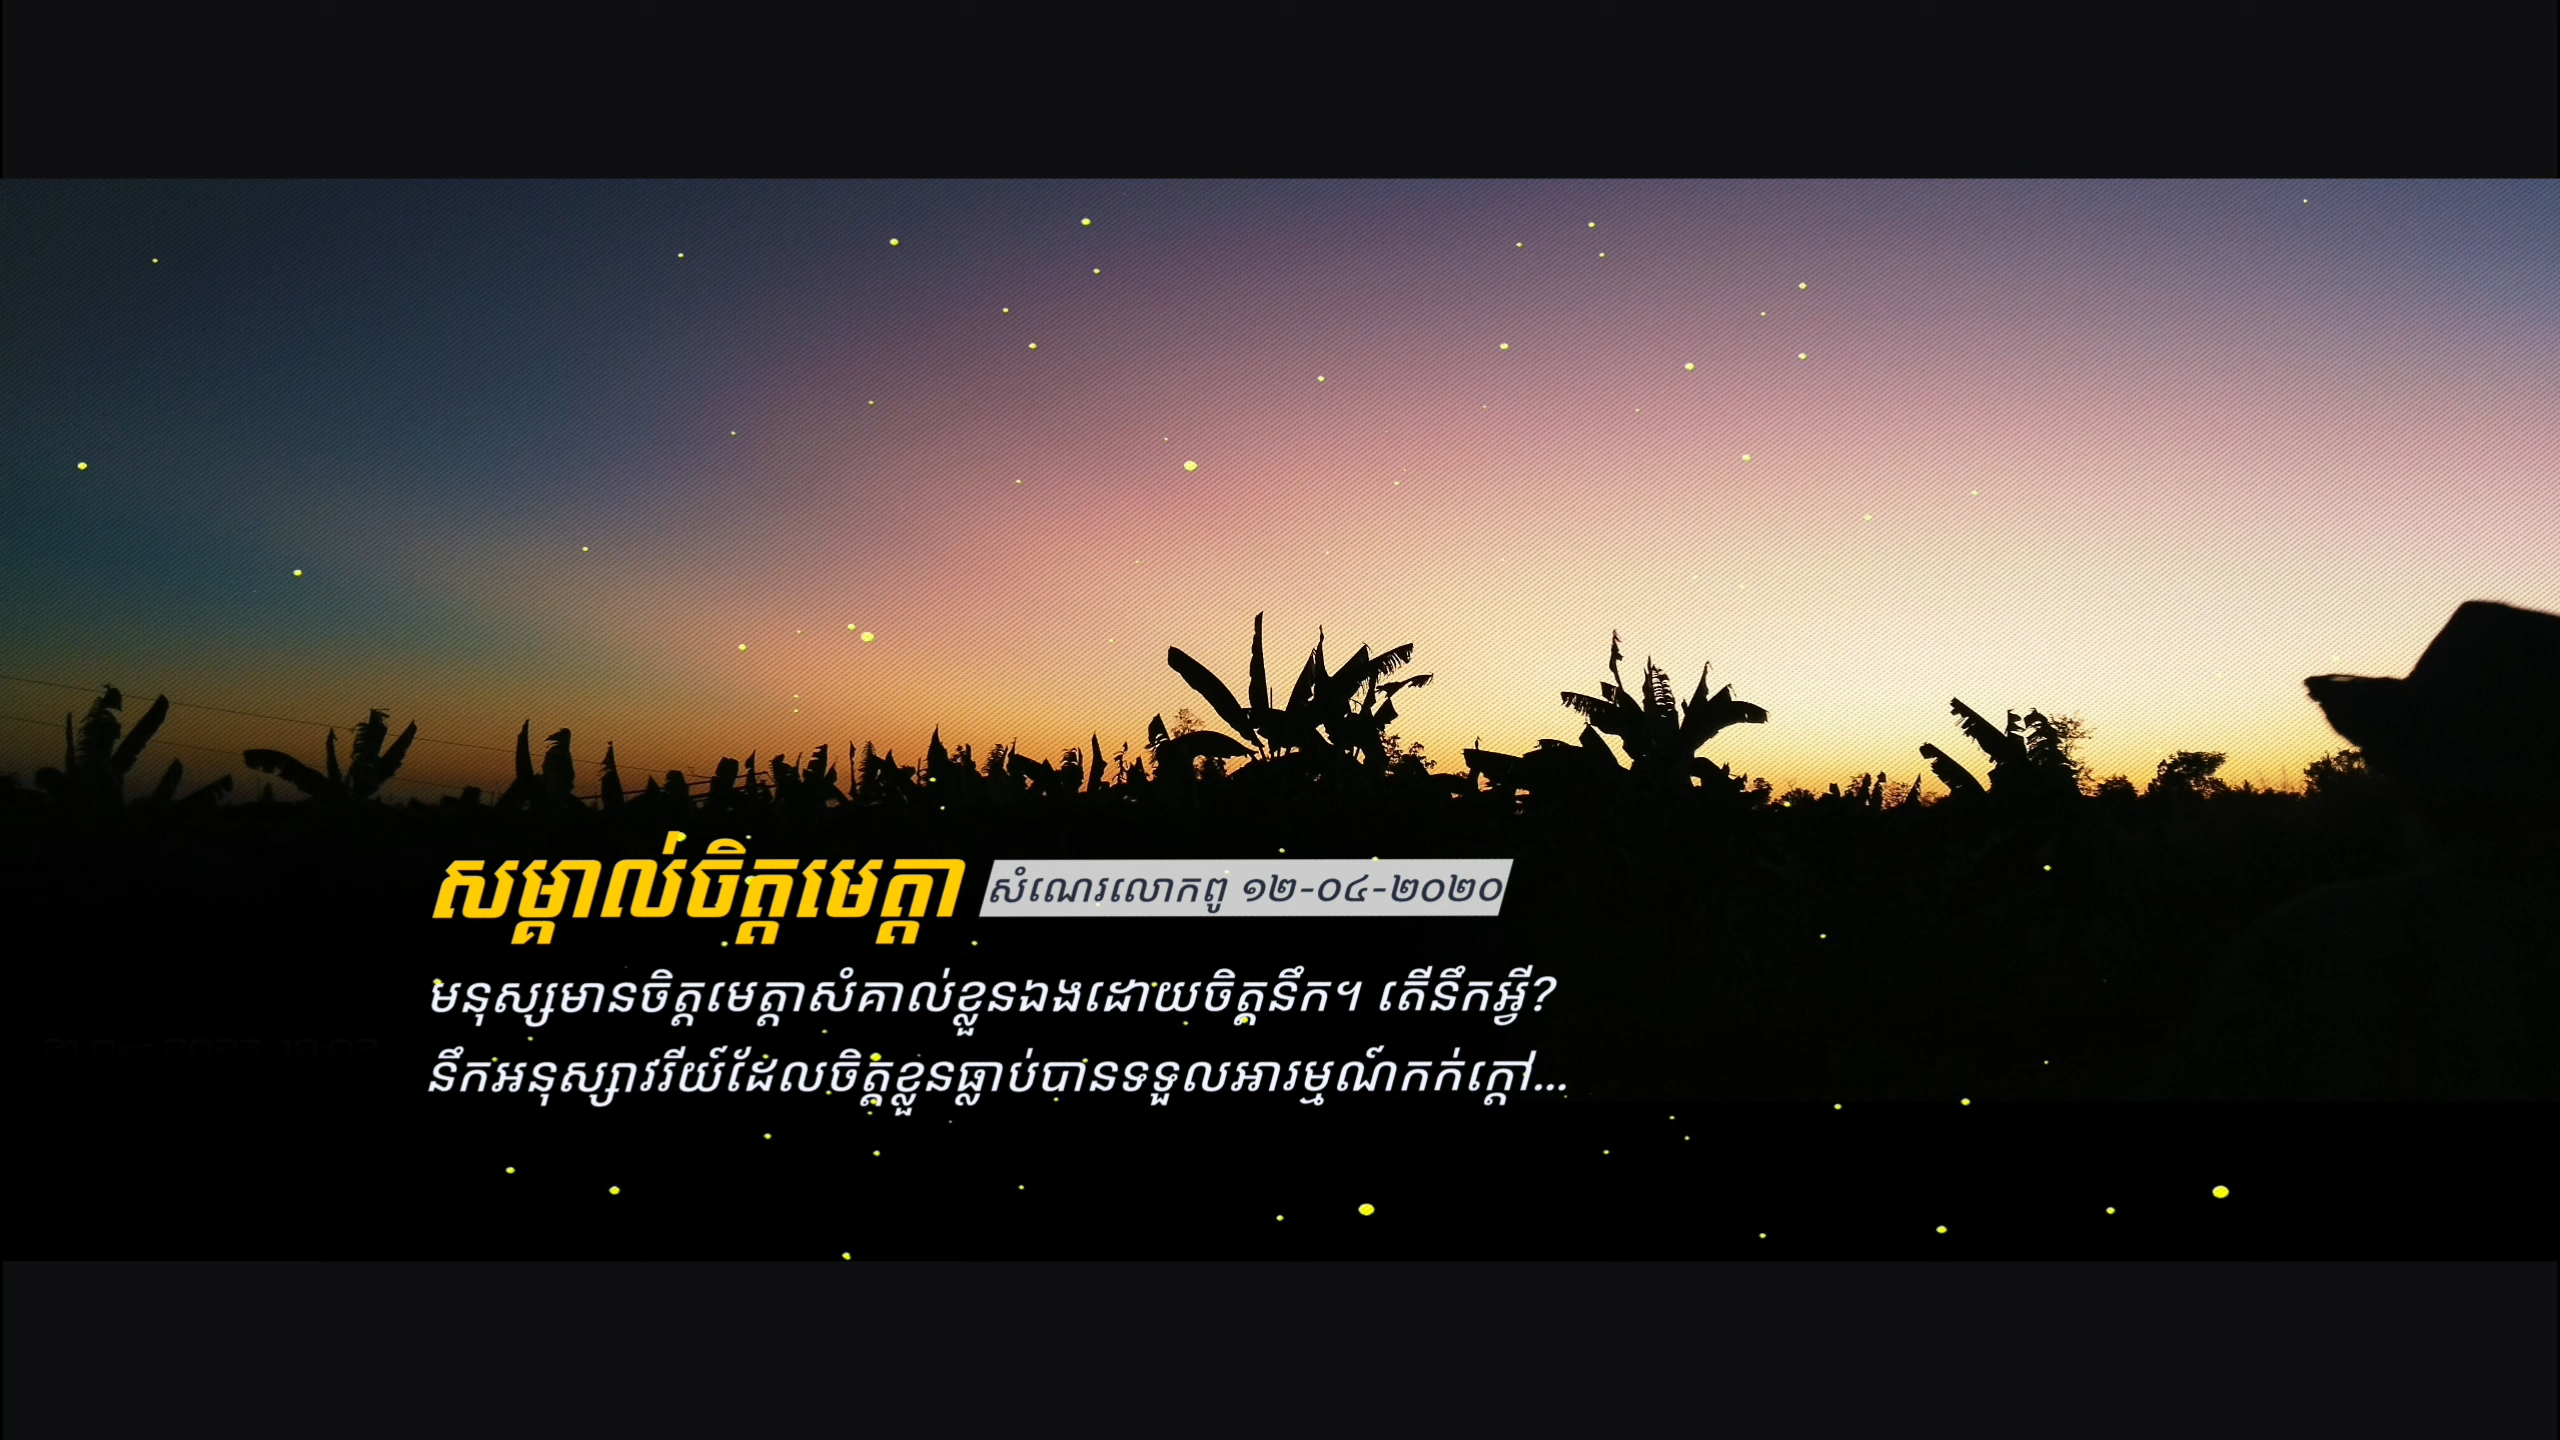 សម្គាល់ចិត្តមេត្តា សំណេរលោកពូ ១២-០៤-២០២០
មនុស្សមានចិត្តមេត្តាសំគាល់ខ្លួនឯងដោយចិត្តនឹក។ តើនឹកអ្វី?
នឹកអនុស្សាវរីយ៍ដែលចិត្តខ្លួនធ្លាប់បានទទួលអារម្មណ៍កក់ក្តៅ...